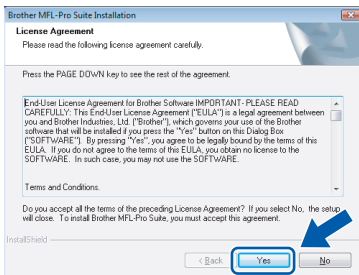 Brother MFL-Pro Suite Installation
License Agreement
Please read the following license agreement carefully.
Press the PAGE DOWN key to see the rest of the agreement.
End-User License Agreement for Brother Software IMPORTANT- PLEASE READ
CAREFULLY: This End-User License Agreement ("EULA") is a legal agreement between
you and Brother Industries, Ltd. ("Brother"), which governs your use of the Brother
software that will be installed if you press the "Yes" button on this Dialog Box
("SOFTWARE"). By pressing "Yes", you agree to be legally bound by the terms of this
EULA. If you do not agree to the terms of this EULA, you obtain no license to the
SOFTWARE. In such case, you may not use the SOFTWARE.
Terms and Conditions.
Do you accept all the terms of the preceding License Agreement? If you select No, the setup
will close. To install Brother MFL-Pro Suite, you must accept this agreement.
InstallShield
< Back Yes No